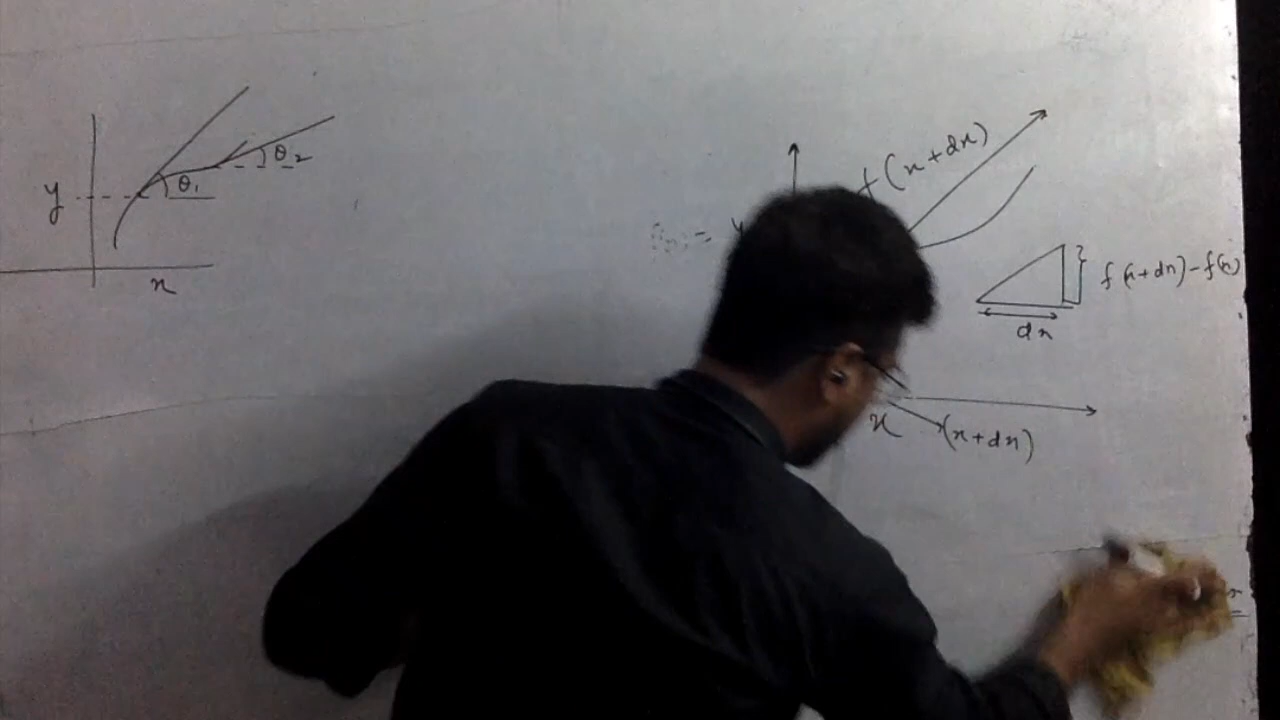 θ₂
θ₁
y
x
f(x+dx)
f(x+dx)-f(x)
dx
x
(x+dx)